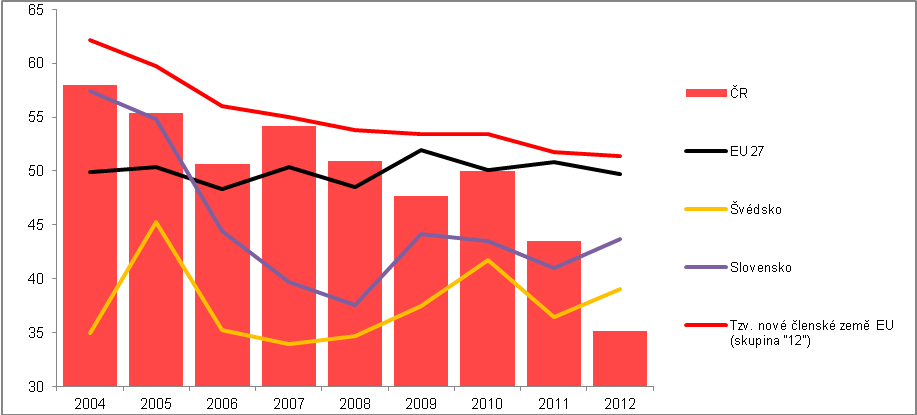 65
60
55
50
45
40
35
30
2004 2005 2006 2007 2008 2009 2010 2011 2012
ČR
EU 27
Švédsko
Slovensko
Tzv. nové členské země EU
(skupina "12")